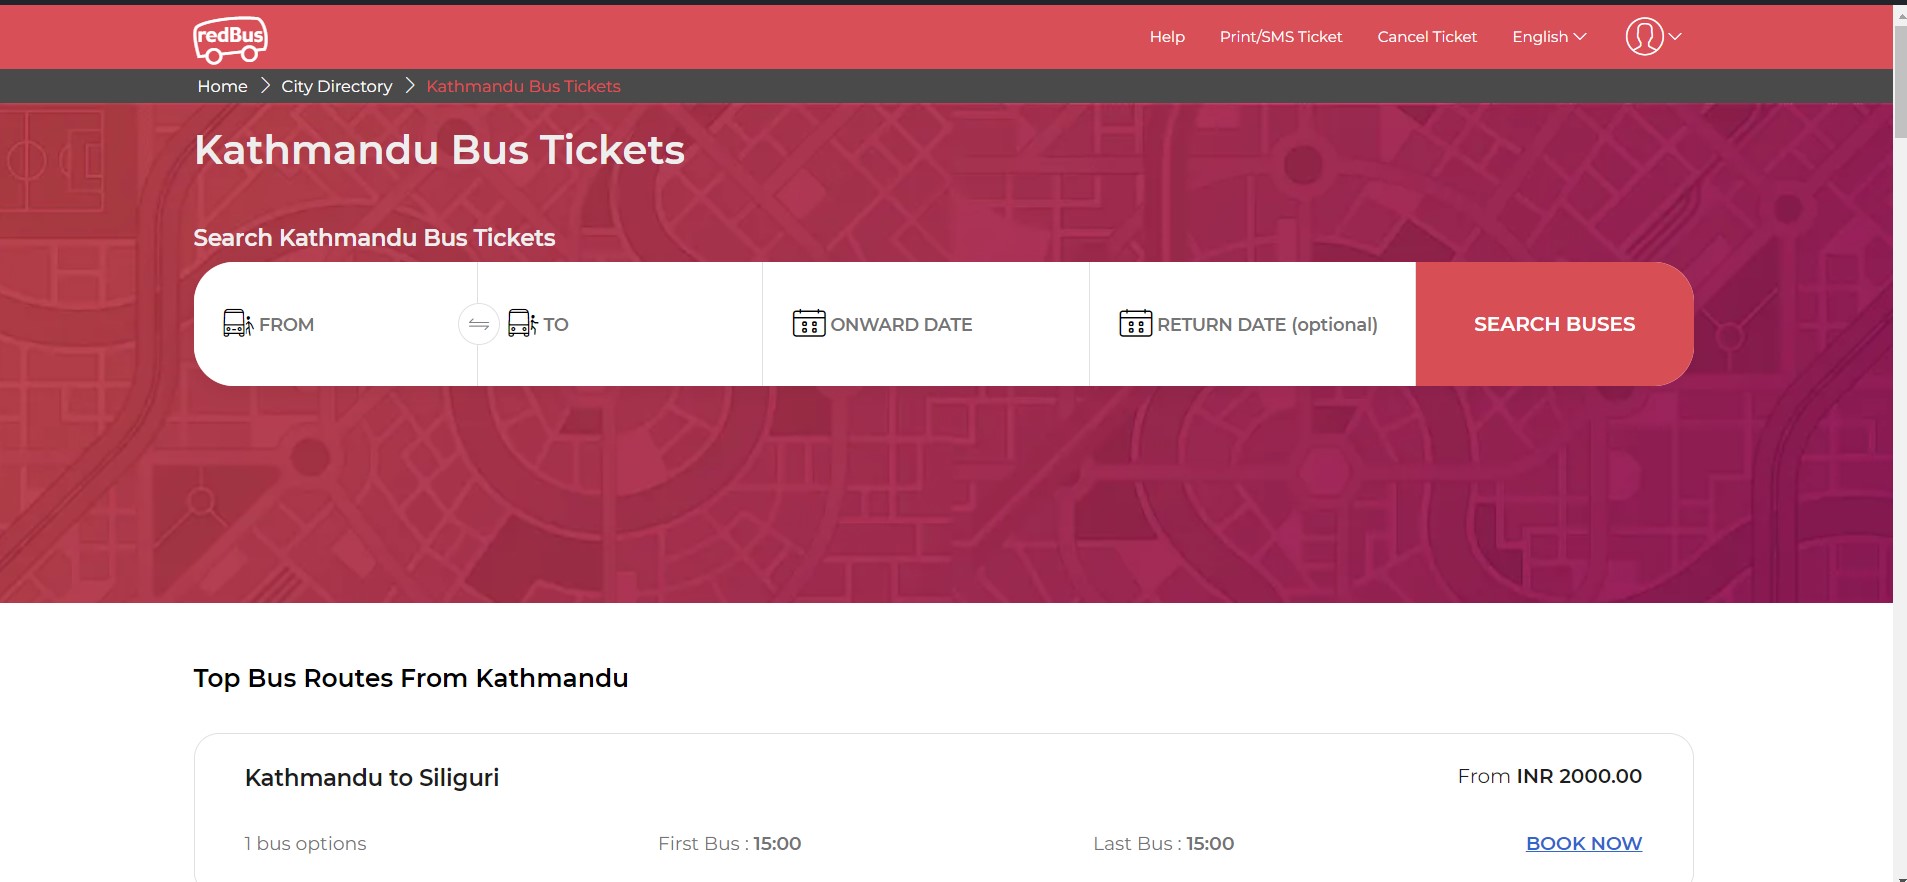 redBus
Help Print/SMS Ticket Cancel Ticket English
Home City Directory Kathmandu Bus Tickets
Kathmandu Bus Tickets
Search Kathmandu Bus Tickets
FROM TO ONWARD DATE RETURN DATE (optional) SEARCH BUSES
Top Bus Routes From Kathmandu
Kathmandu to Siliguri From INR 2000.00
1 bus options First Bus : 15:00 Last Bus : 15:00 BOOK NOW